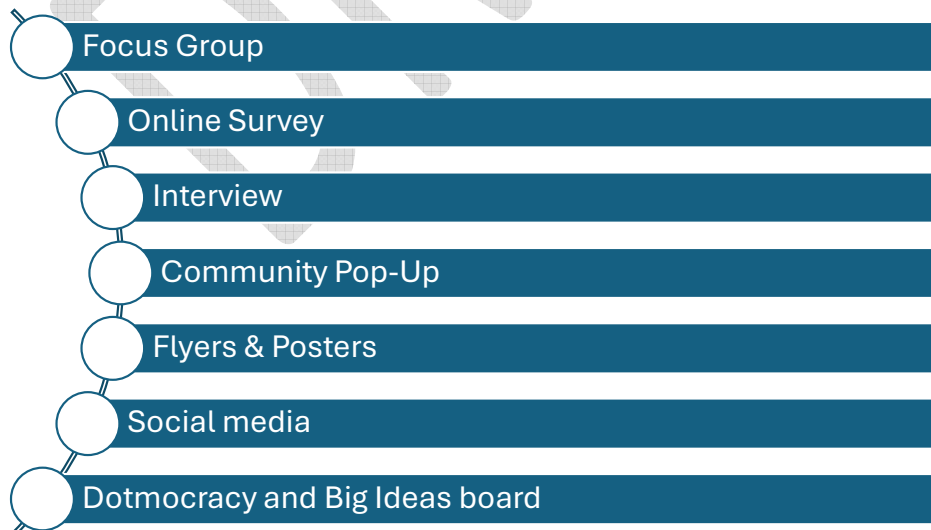 Focus Group
Online Survey
Interview
Community Pop-Up
Flyers & Posters
Social media
Dotmocracy and Big Ideas board